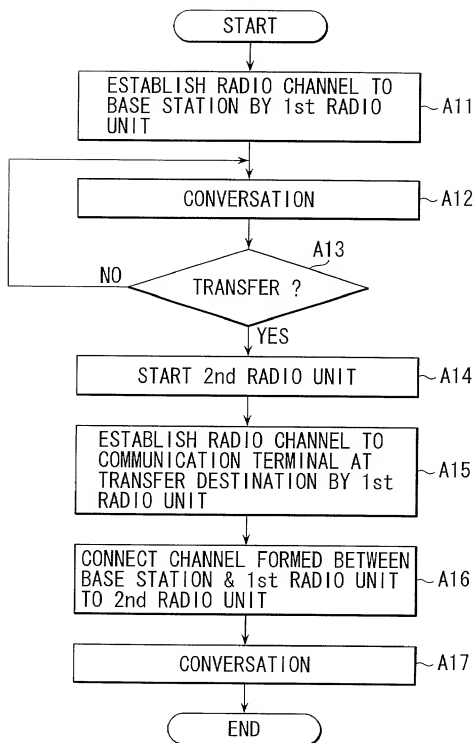 START
ESTABLISH RADIO CHANNEL TO
BASE STATION BY 1st RADIO
UNIT
A11
CONVERSATION
A12
A13
TRANSFER ?
NO
YES
START 2nd RADIO UNIT
A14
ESTABLISH RADIO CHANNEL TO
COMMUNICATION TERMINAL AT
TRANSFER DESTINATION BY 1st
RADIO UNIT
A15
CONNECT CHANNEL FORMED BETWEEN
BASE STATION & 1st RADIO UNIT
TO 2nd RADIO UNIT
A16
CONVERSATION
A17
END